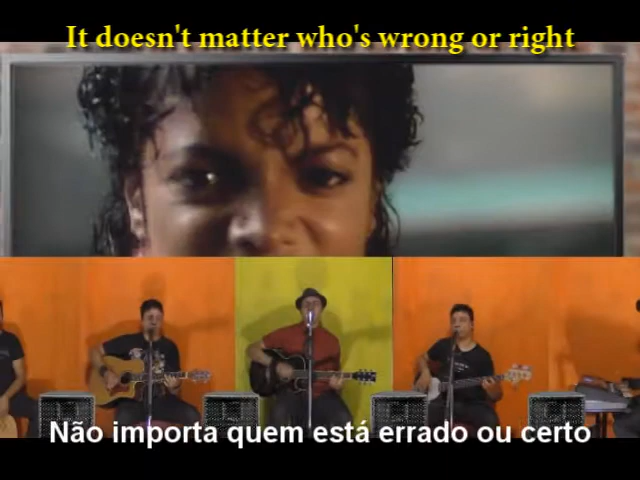 It doesn't matter who's wrong or right
Não importa quem está errado ou certo